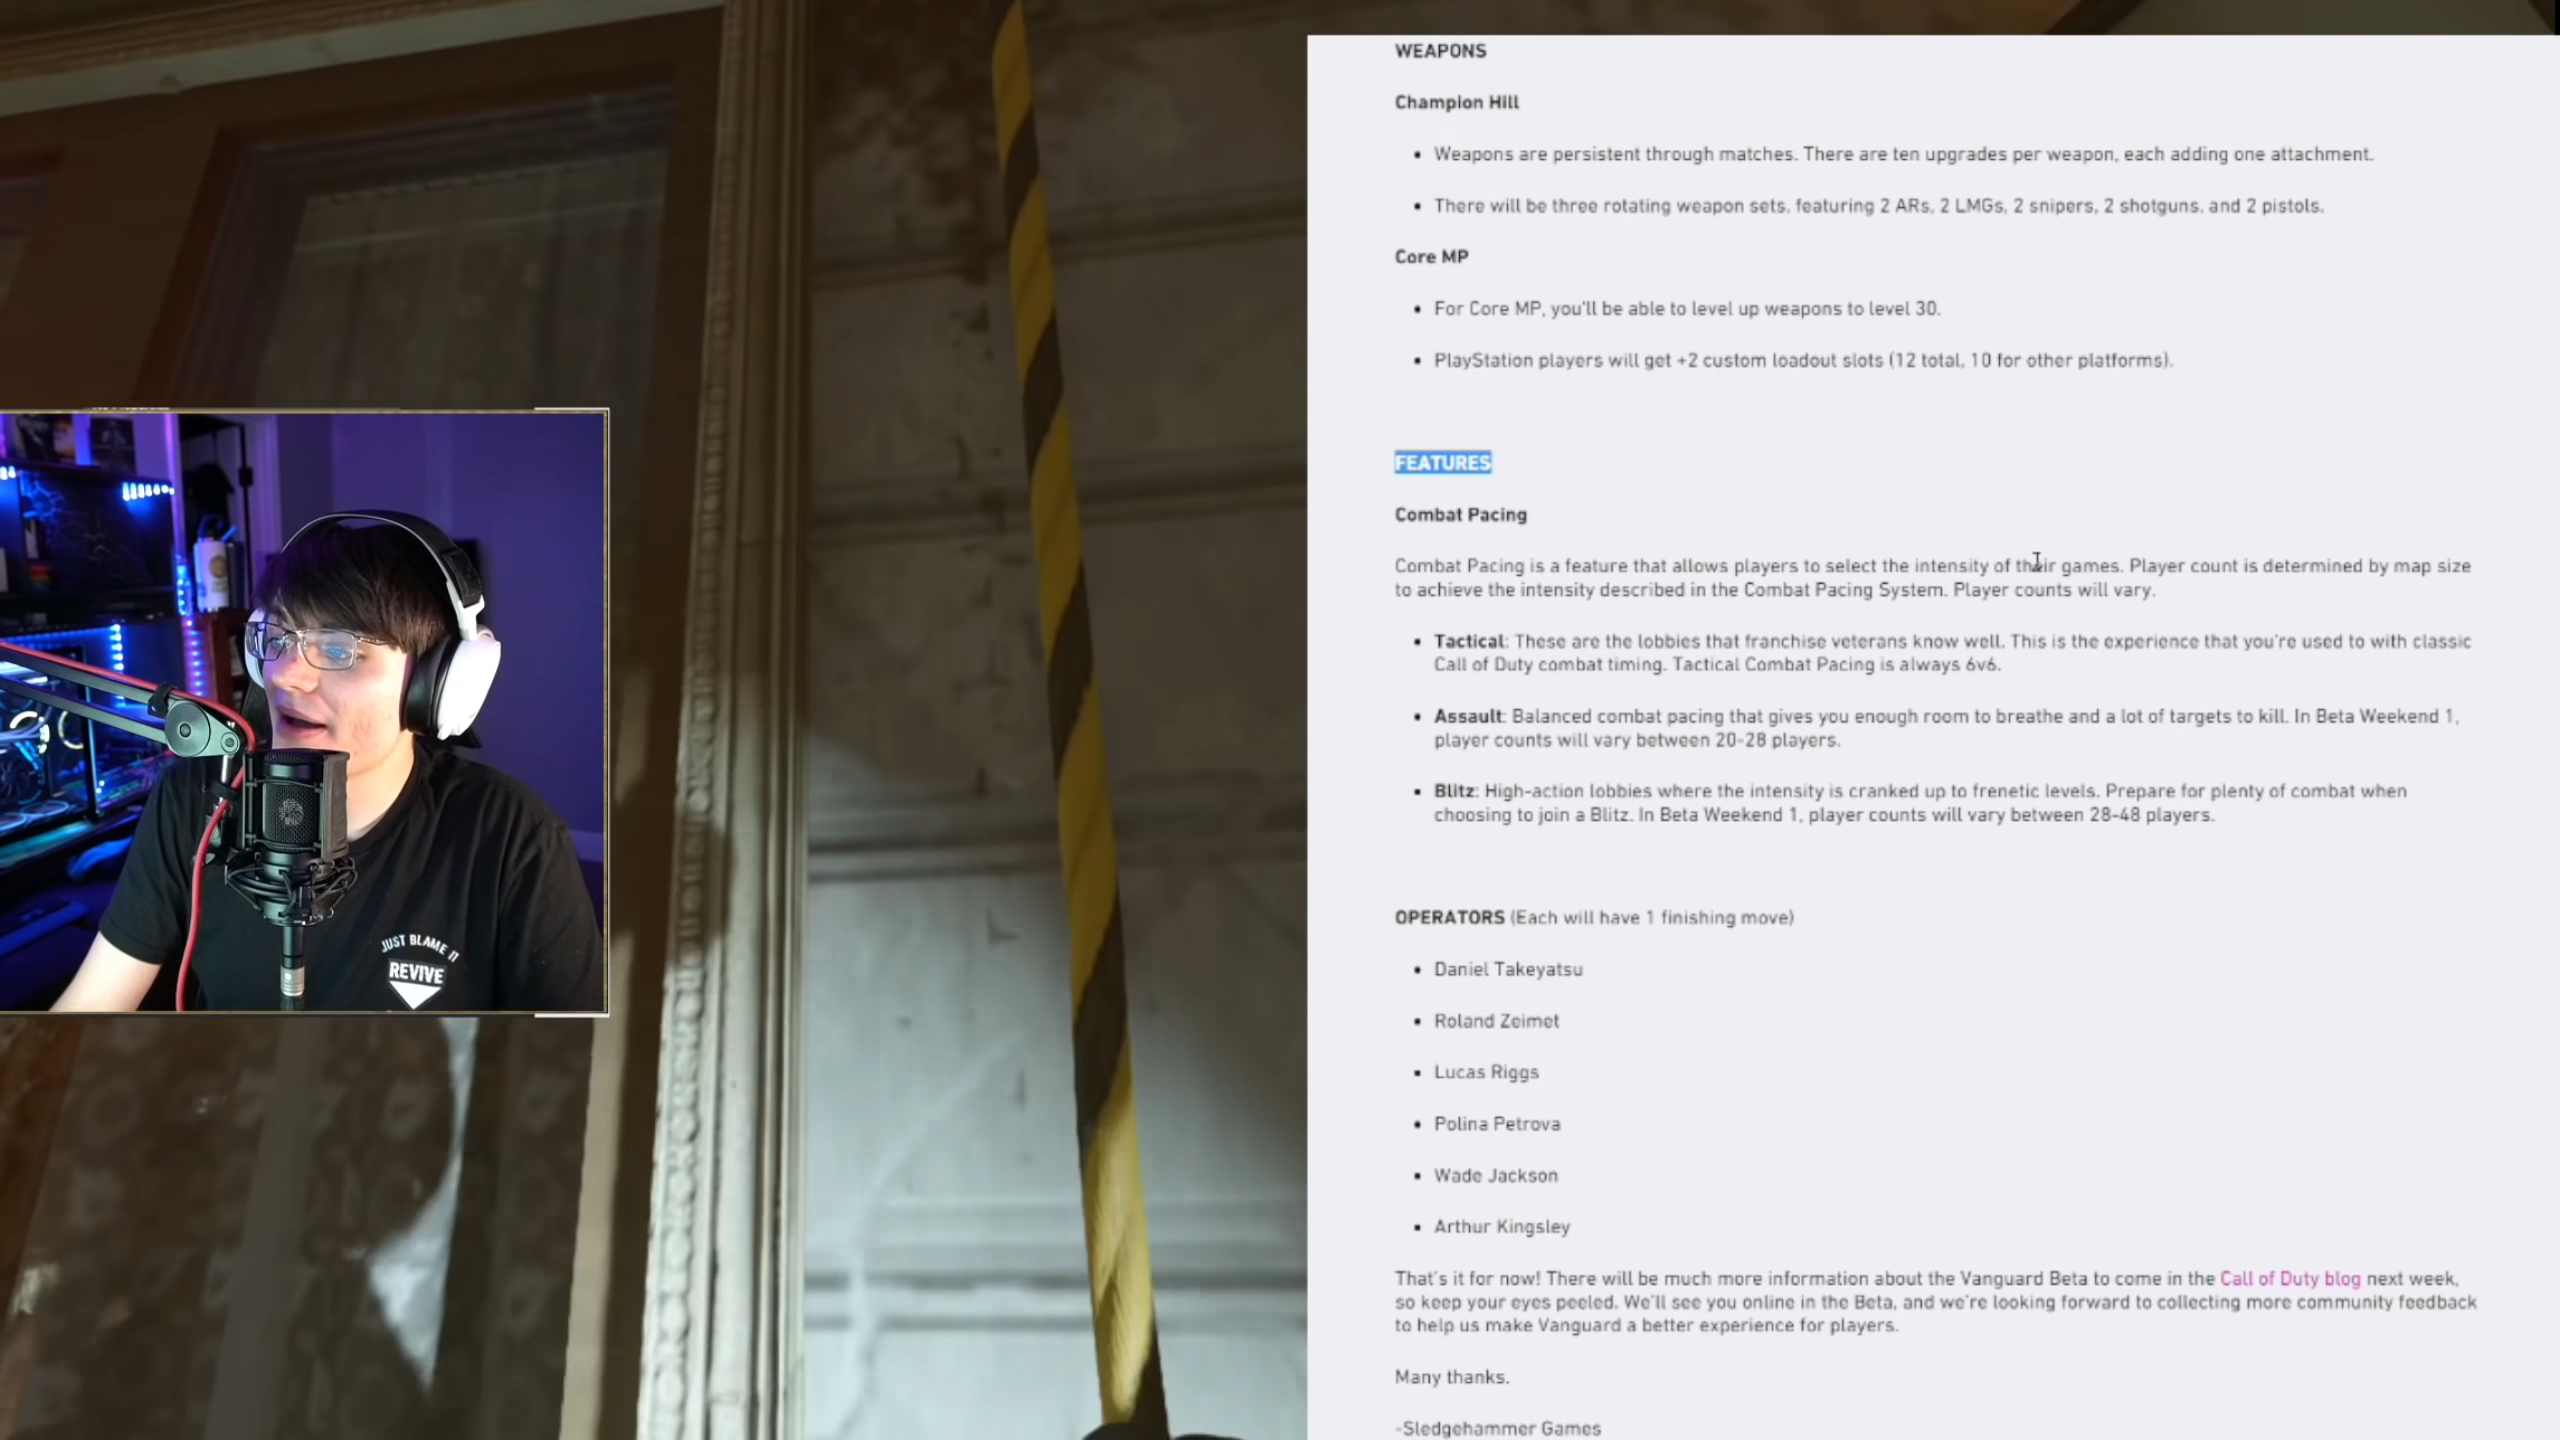 WEAPONS
Champion Hill
• Weapons are persistent through matches. There are ten upgrades per weapon, each adding one attachment.
• There will be three rotating weapon sets, featuring 2 ARs, 2 LMGs, 2 snipers, 2 shotguns, and 2 pistols.
Core MP
• For Core MP, you'll be able to level up weapons to level 30.
• PlayStation players will get +2 custom loadout slots (12 total, 10 for other platforms).
FEATURES
Combat Pacing
Combat Pacing is a feature that allows players to select the intensity of their games. Player count is determined by map size
to achieve the intensity described in the Combat Pacing System. Player counts will vary.
• Tactical: These are the lobbies that franchise veterans know well. This is the experience that you're used to with classic
Call of Duty combat timing. Tactical Combat Pacing is always 6v6.
• Assault: Balanced combat pacing that gives you enough room to breathe and a lot of targets to kill. In Beta Weekend 1,
player counts will vary between 20-28 players.
• Blitz: High-action lobbies where the intensity is cranked up to frenetic levels. Prepare for plenty of combat when
choosing to join a Blitz. In Beta Weekend 1, player counts will vary between 28-48 players.
OPERATORS (Each will have 1 finishing move)
• Daniel Takeyatsu
• Roland Zeimet
• Lucas Riggs
• Polina Petrova
• Wade Jackson
• Arthur Kingsley
That's it for now! There will be much more information about the Vanguard Beta to come in the Call of Duty blog next week,
so keep your eyes peeled. We'll see you online in the Beta, and we're looking forward to collecting more community feedback
to help us make Vanguard a better experience for players.
Many thanks.
-Sledgehammer Games
JUST BLAME IT
REVIVE